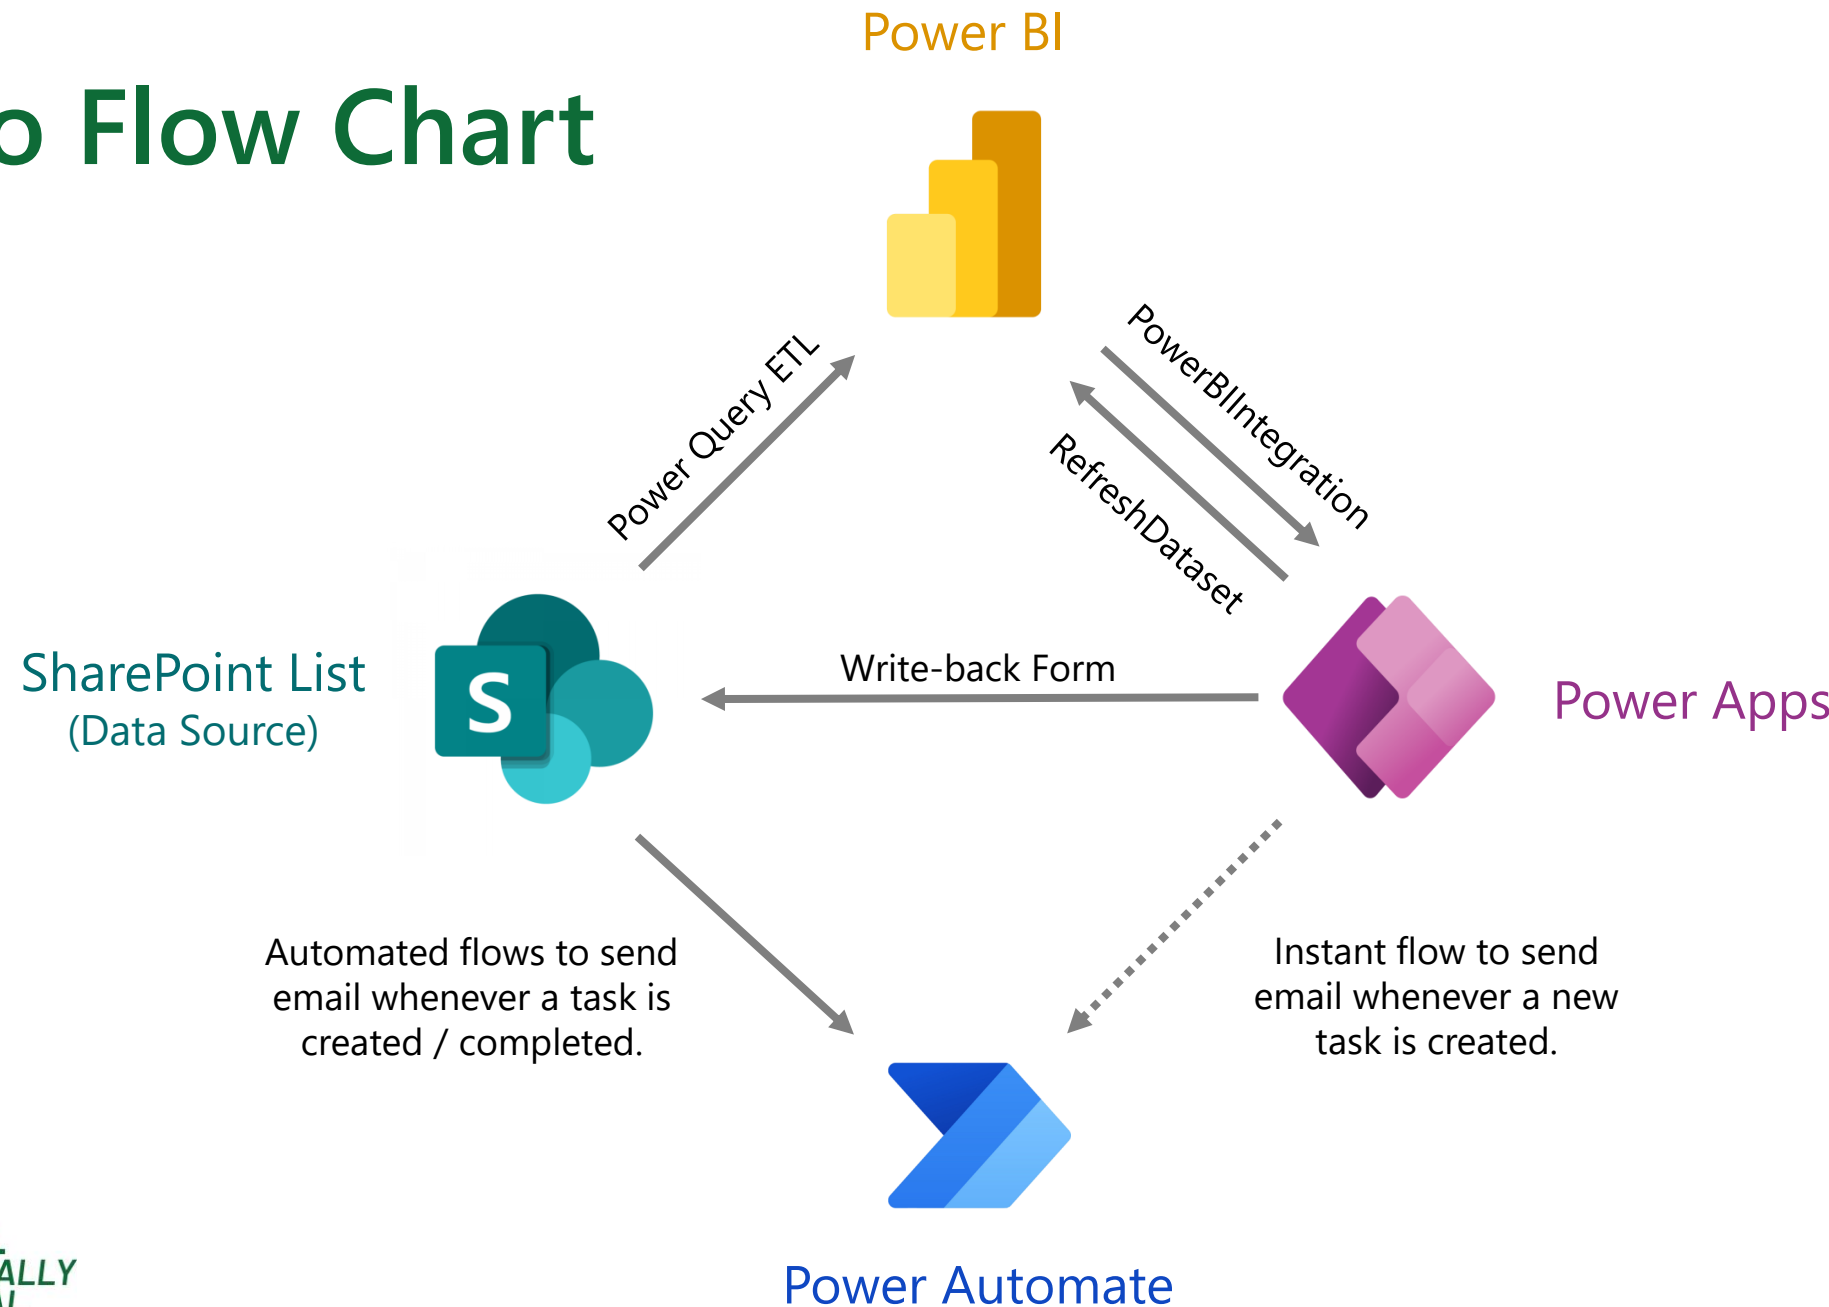 Power BI
o Flow Chart
Power Query ETL
PowerBIIntegration
RefreshDataset
SharePoint List
(Data Source)
S
Write-back Form
Power Apps
Automated flows to send
email whenever a task is
created / completed.
Instant flow to send
email whenever a new
task is created.
ALLY
Power Automate